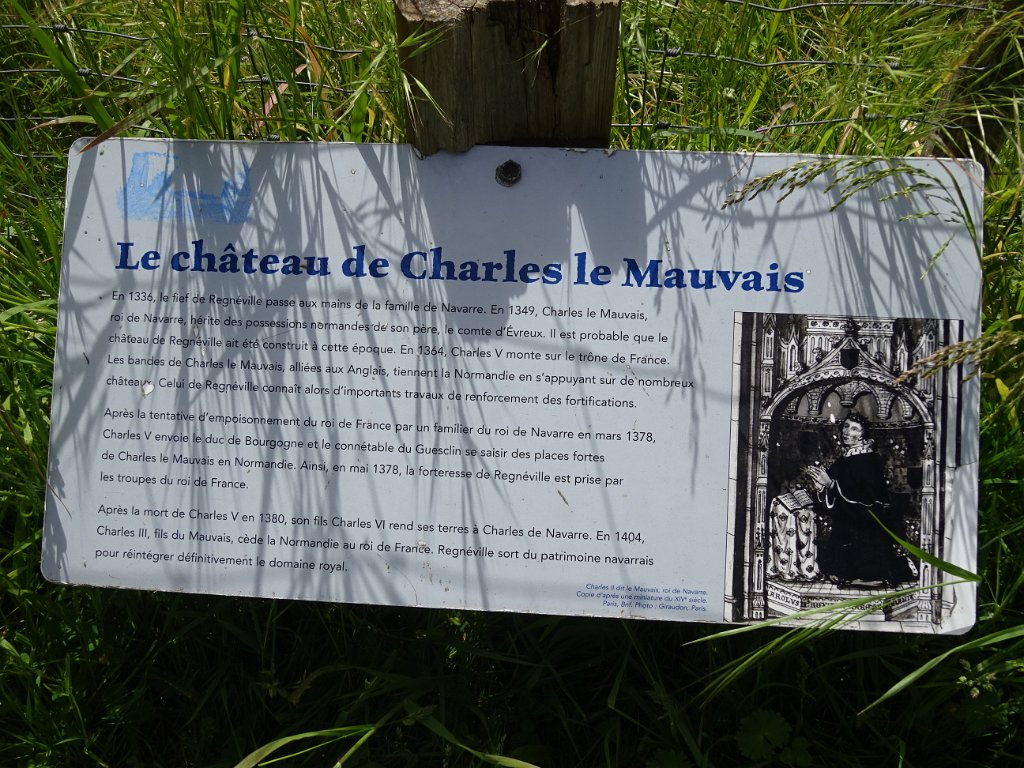 Le château de Charles le Mauvais
En 1336, le fief de Regnéville passe aux mains de la famille de Navarre. En 1349, Charles le Mauvais,
roi de Navarre, hérite des possessions normandes de son père, le comte d'Évreux. Il est probable que le
château de Regnéville ait été construit à cette époque. En 1364, Charles V monte sur le trône de France.
Les bandes de Charles le Mauvais, alliées aux Anglais, tiennent la Normandie en s'appuyant sur de nombreux
châteaux. Celui de Regnéville connaît alors d'importants travaux de renforcement des fortifications.
Après la tentative d'empoisonnement du roi de France par un familier du roi de Navarre en mars 1378,
Charles V envoie le duc de Bourgogne et le connétable du Guesclin se saisir des places fortes
de Charles le Mauvais en Normandie. Ainsi, en mai 1378, la forteresse de Regnéville est prise par
les troupes du roi de France.
Après la mort de Charles V en 1380, son fils Charles VI rend ses terres à Charles de Navarre. En 1404,
Charles III, fils du Mauvais, cède la Normandie au roi de France. Regnéville sort du patrimoine navarrais
pour réintégrer définitivement le domaine royal.
Charles II dit le Mauvais, roi de Navarre.
Copie d'après une miniature du XIVe siècle.
Paris, Bnf. Photo : Giraudon, Paris.